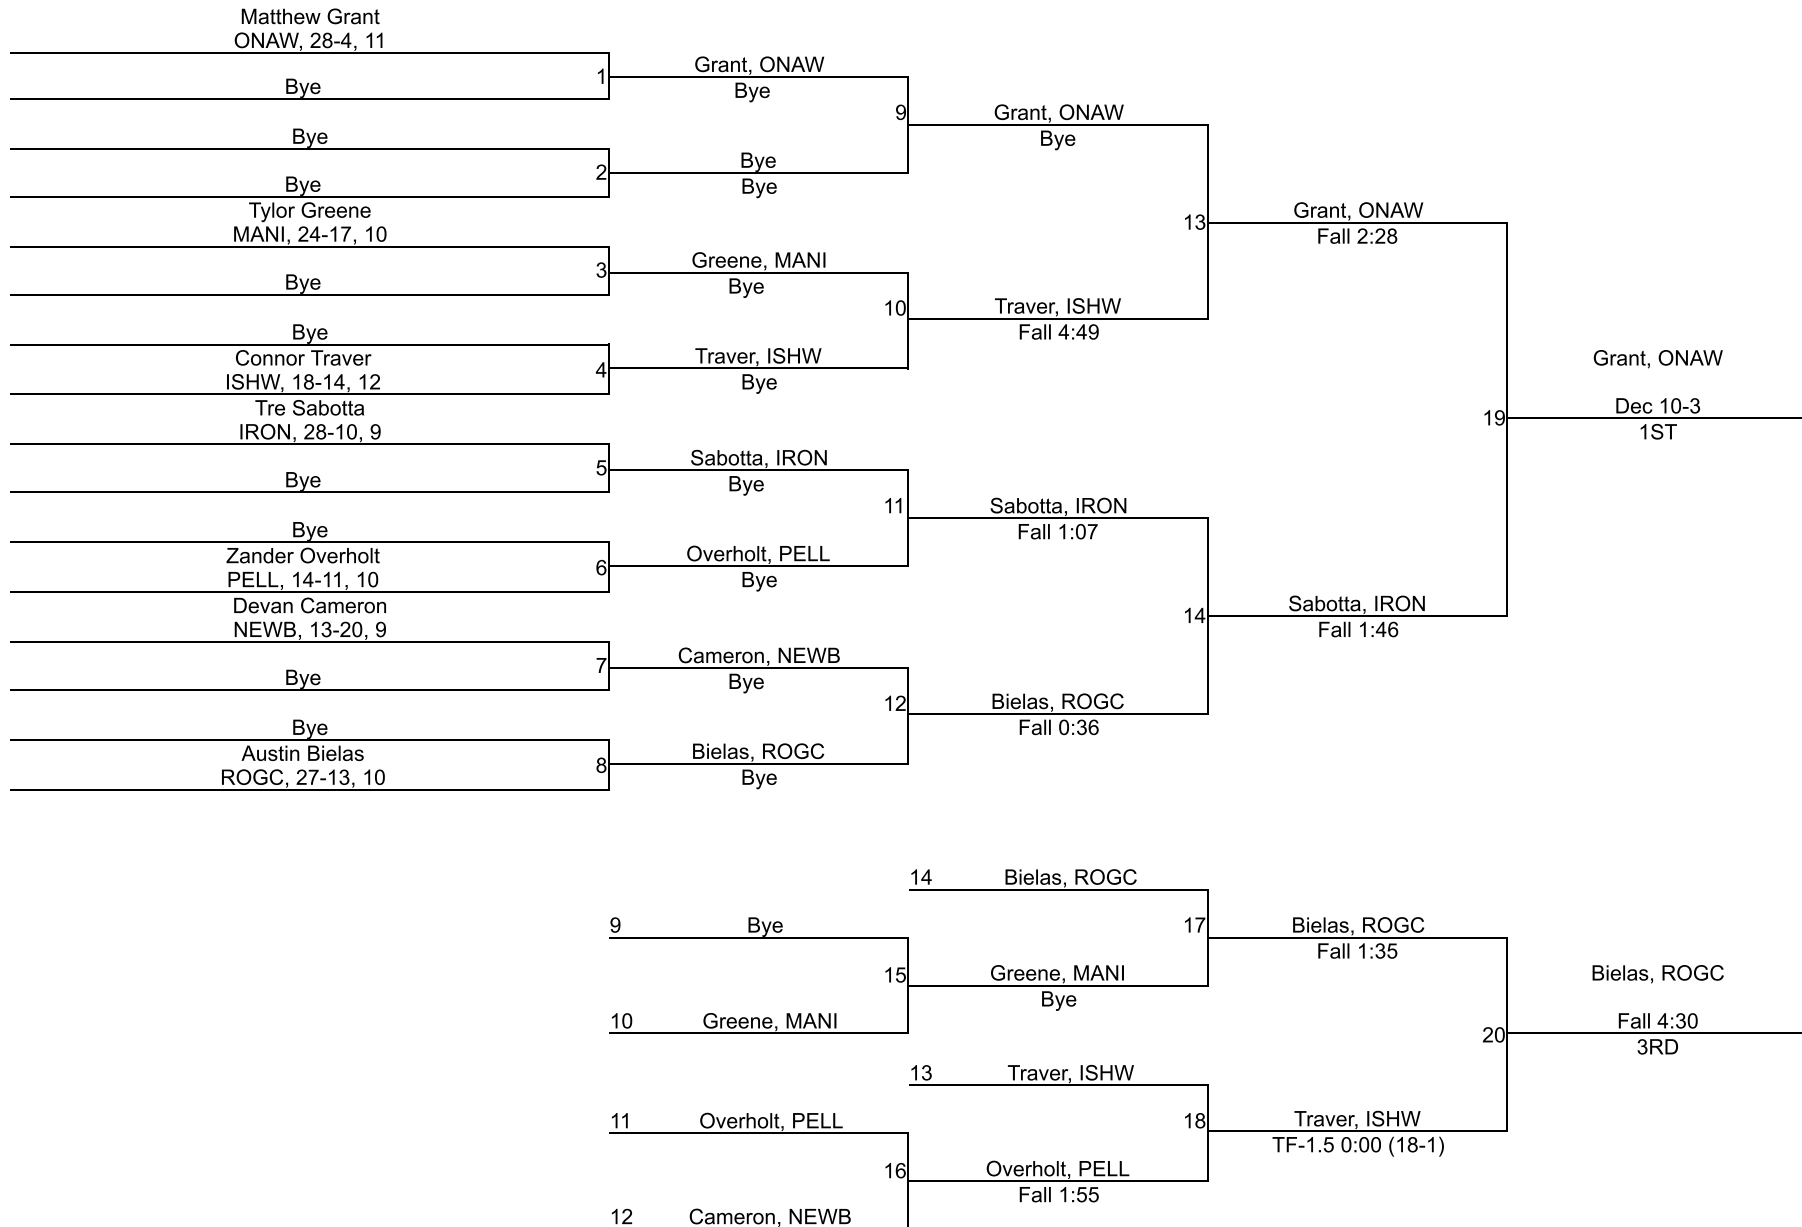 Matthew Grant
ONAW, 28-4, 11
Bye
1
Bye
Bye
2
Tylor Greene
MANI, 24-17, 10
Bye
3
Bye
Connor Traver
ISHW, 18-14, 12
4
Tre Sabotta
IRON, 28-10, 9
Bye
5
Bye
Zander Overholt
PELL, 14-11, 10
6
Devan Cameron
NEWB, 13-20, 9
Bye
7
Bye
Austin Bielas
ROGC, 27-13, 10
8
Grant, ONAW
Bye
9
Bye
Bye
Greene, MANI
Bye
10
Traver, ISHW
Bye
Sabotta, IRON
Bye
11
Overholt, PELL
Bye
Cameron, NEWB
Bye
12
Bielas, ROGC
Bye
Grant, ONAW
Bye
13
Traver, ISHW
Fall 4:49
Sabotta, IRON
Fall 1:07
14
Bielas, ROGC
Fall 0:36
Grant, ONAW
Fall 2:28
19
Sabotta, IRON
Fall 1:46
Grant, ONAW
Dec 10-3
1ST
14 Bielas, ROGC
9 Bye
17
15
Greene, MANI
Bye
10 Greene, MANI
13 Traver, ISHW
11 Overholt, PELL
18
16
Overholt, PELL
Fall 1:55
12 Cameron, NEWB
Bielas, ROGC
Fall 1:35
20
Traver, ISHW
TF-1.5 0:00 (18-1)
Bielas, ROGC
Fall 4:30
3RD